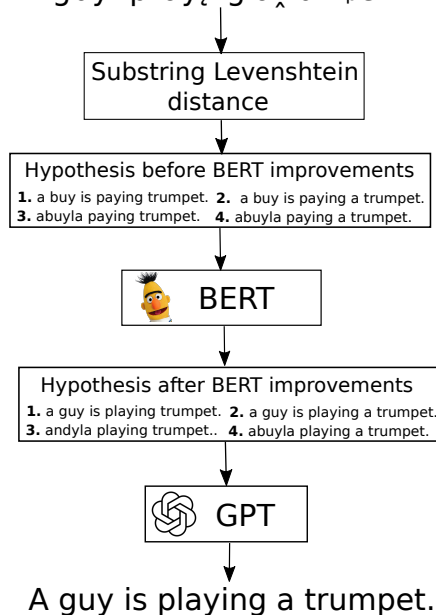 Substring Levenshtein
distance
Hypothesis before BERT improvements
1. a buy is paying trumpet. 2. a buy is paying a trumpet.
3. abuyla paying trumpet. 4. abuyla paying a trumpet.
BERT
Hypothesis after BERT improvements
1. a guy is playing trumpet. 2. a guy is playing a trumpet.
3. andyla playing trumpet.. 4. abuyla playing a trumpet.
GPT
A guy is playing a trumpet.